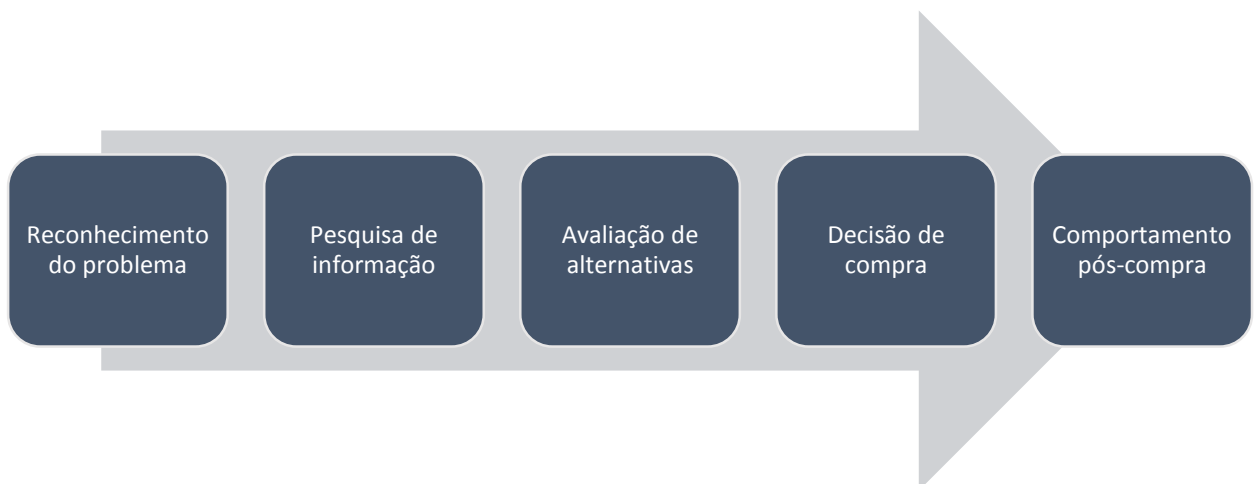 Reconhecimento
do problema
Pesquisa de
informação
Avaliação de
alternativas
Decisão de
compra
Comportamento
pós-compra